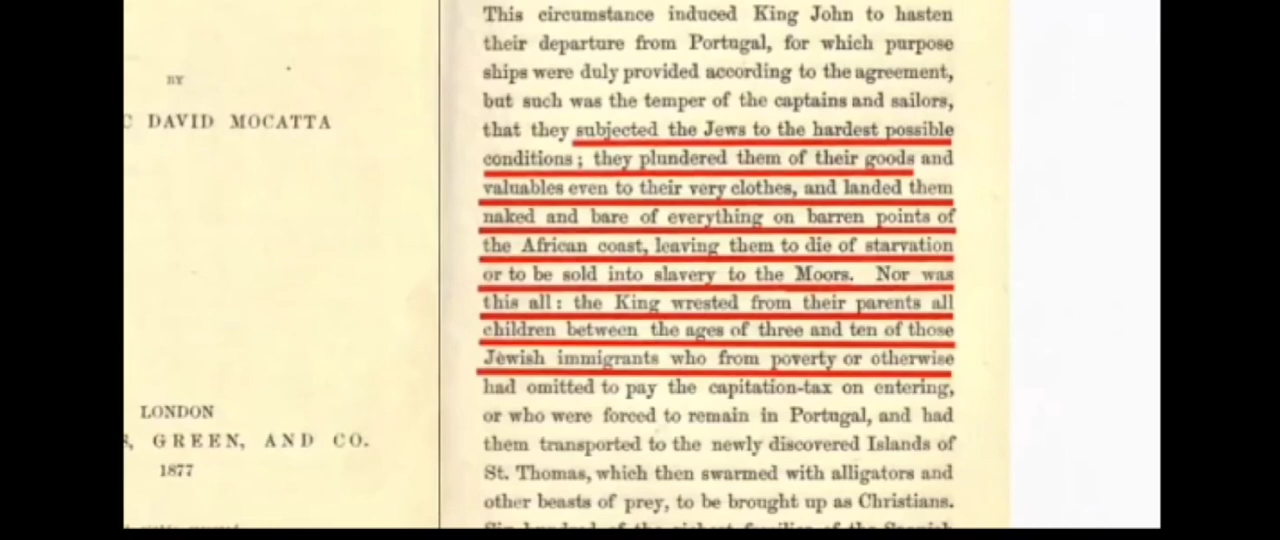 BY
DAVID MOCATTA
LONDON
GREEN, AND CO.
1877
This circumstance induced King John to hasten
their departure from Portugal, for which purpose
ships were duly provided according to the agreement,
but such was the temper of the captains and sailors,
that they subjected the Jews to the hardest possible
conditions; they plundered them of their goods and
valuables even to their very clothes, and landed them
naked and bare of everything on barren points of
the African coast, leaving them to die of starvation
or to be sold into slavery to the Moors. Nor was
this all: the King wrested from their parents all
children between the ages of three and ten of those
Jewish immigrants who from poverty or otherwise
had omitted to pay the capitation-tax on entering,
or who were forced to remain in Portugal, and had
them transported to the newly discovered Islands of
St. Thomas, which then swarmed with alligators and
other beasts of prey, to be brought up as Christians.